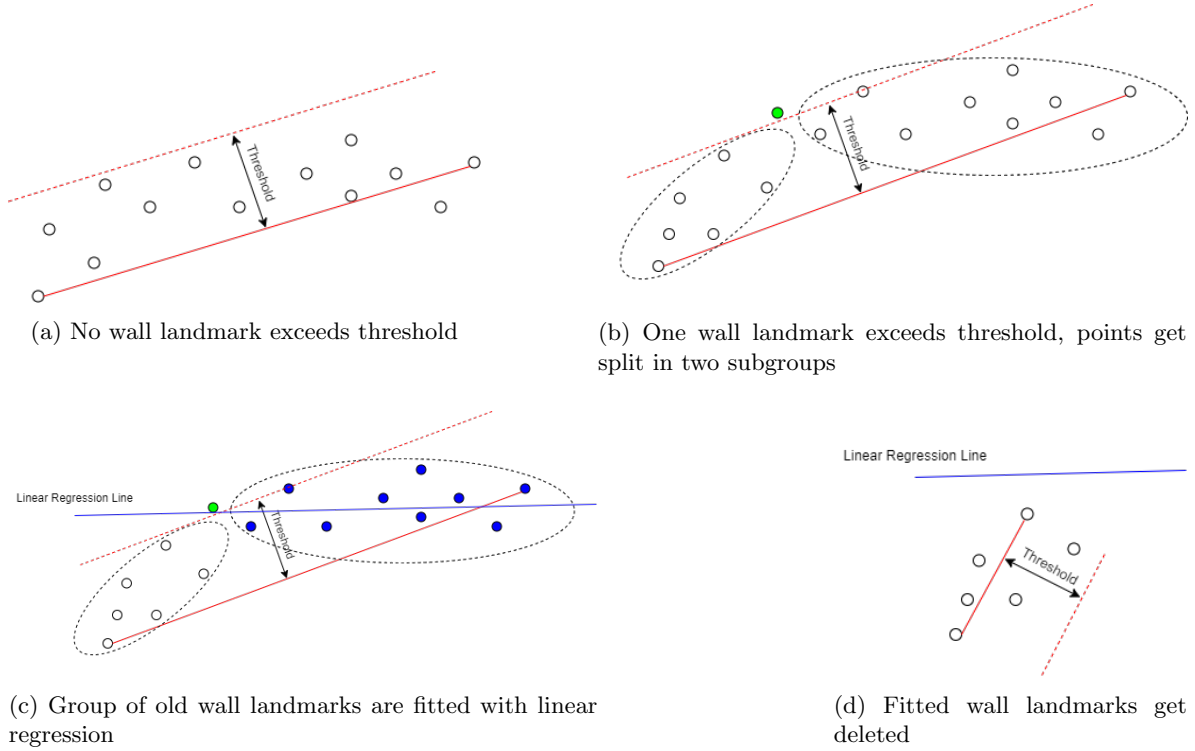 Threshold
(a) No wall landmark exceeds threshold
Threshold
(b) One wall landmark exceeds threshold, points get
split in two subgroups
Linear Regression Line
Threshold
(c) Group of old wall landmarks are fitted with linear
regression
Linear Regression Line
Threshold
(d) Fitted wall landmarks get
deleted